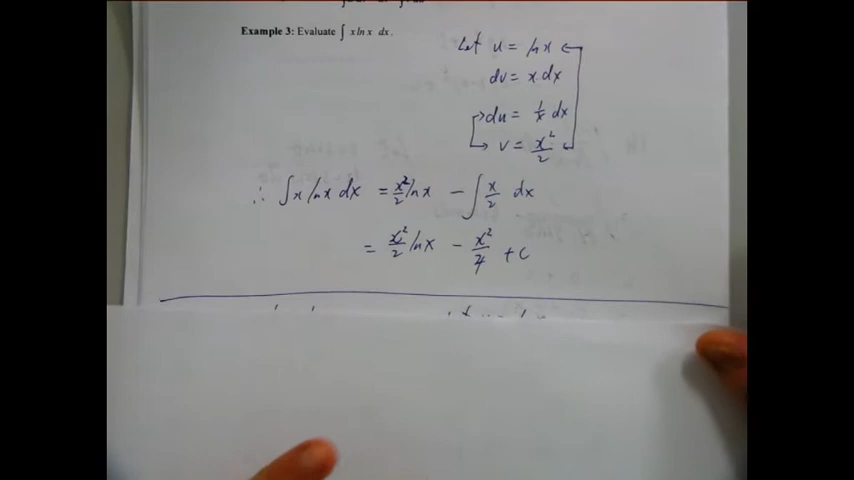 Example 3: Evaluate ∫ x ln x dx.
Let u = ln x
dv = x dx
du = 1/x dx
v = x²/2
∴ ∫ x ln x dx = x²/2 ln x − ∫ x/2 dx
= x²/2 ln x − x²/4 + C